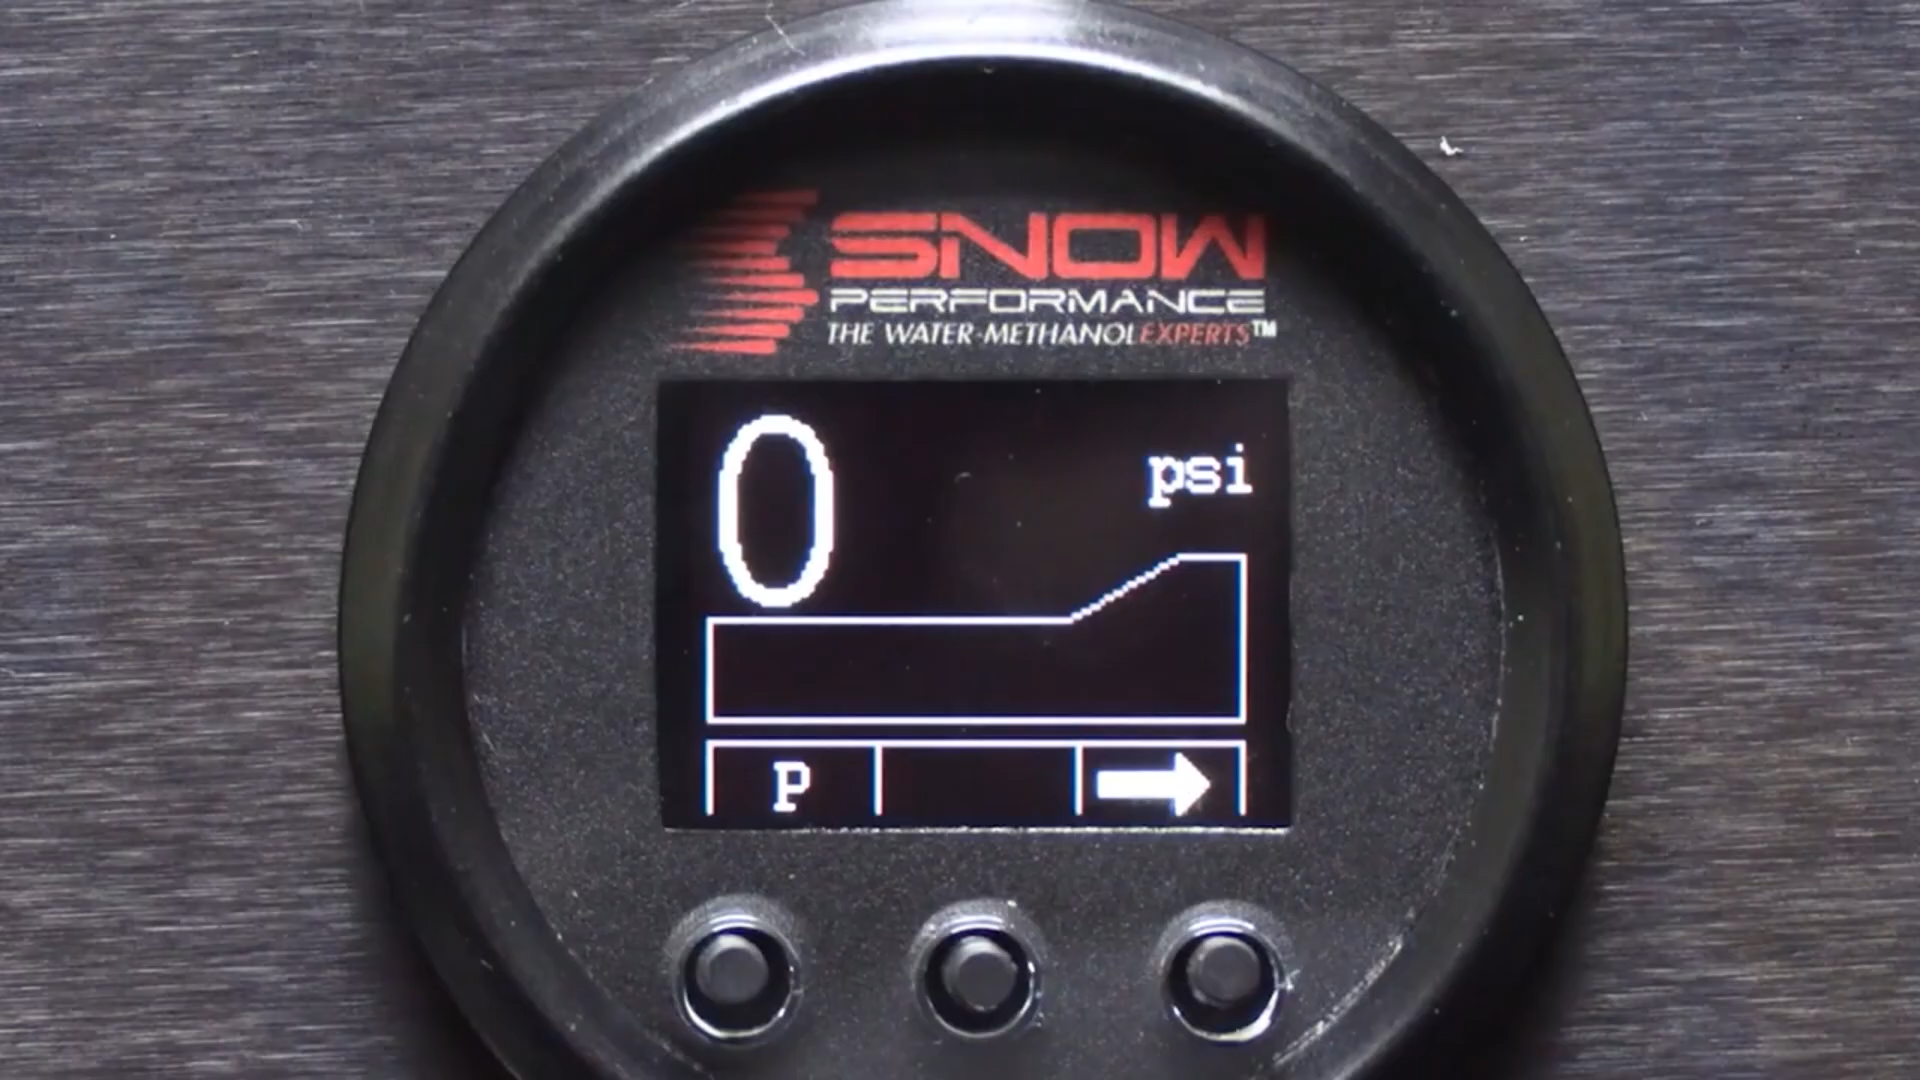 SNOW
PERFORMANCE
THE WATER-METHANOL EXPERTS™
0 psi
P